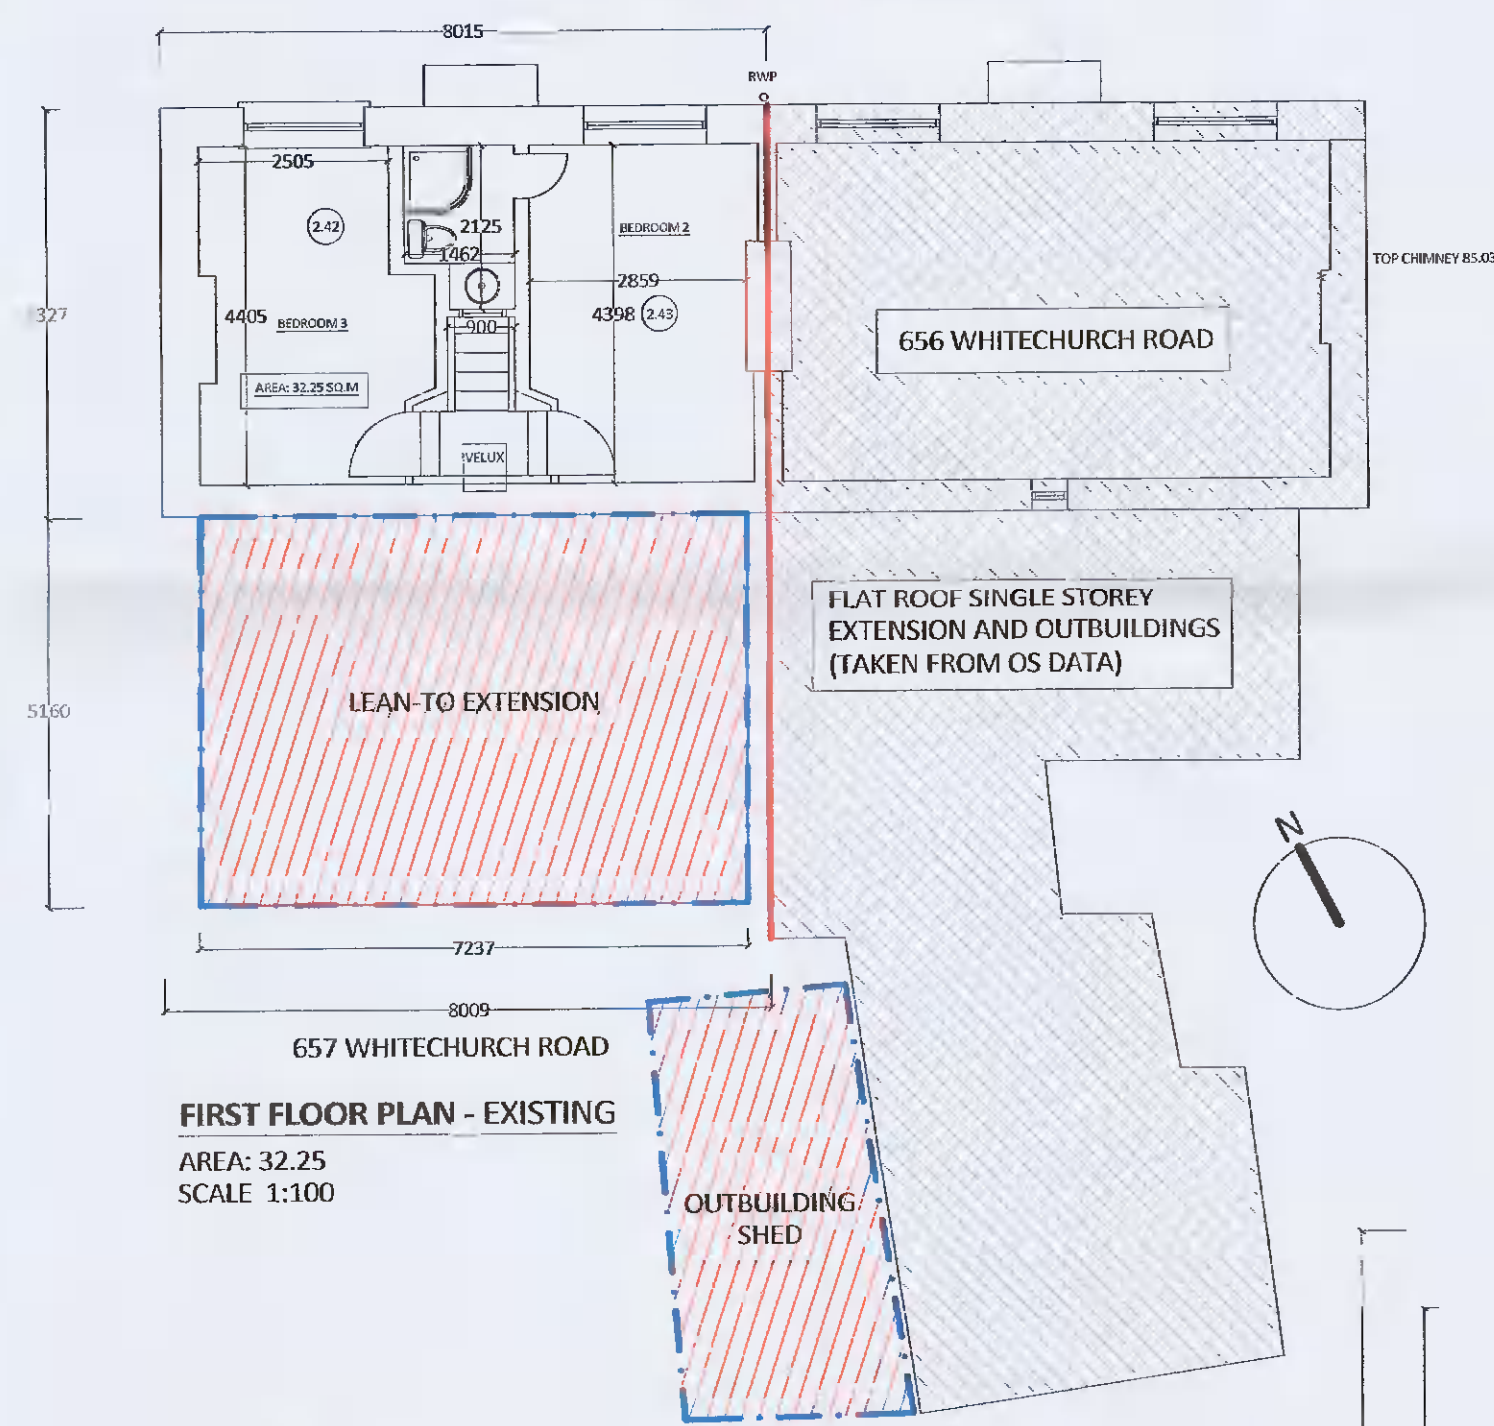 8015
RWP
2505
2.42
2125
1462
BEDROOM 2
2859
4405
BEDROOM 3
900
4398
2.43
AREA: 32.25 SQ.M
VELUX
656 WHITECHURCH ROAD
TOP CHIMNEY 85.03
327
FLAT ROOF SINGLE STOREY
EXTENSION AND OUTBUILDINGS
(TAKEN FROM OS DATA)
LEAN-TO EXTENSION
5160
N
7237
8009
657 WHITECHURCH ROAD
FIRST FLOOR PLAN - EXISTING
AREA: 32.25
SCALE 1:100
OUTBUILDING
SHED